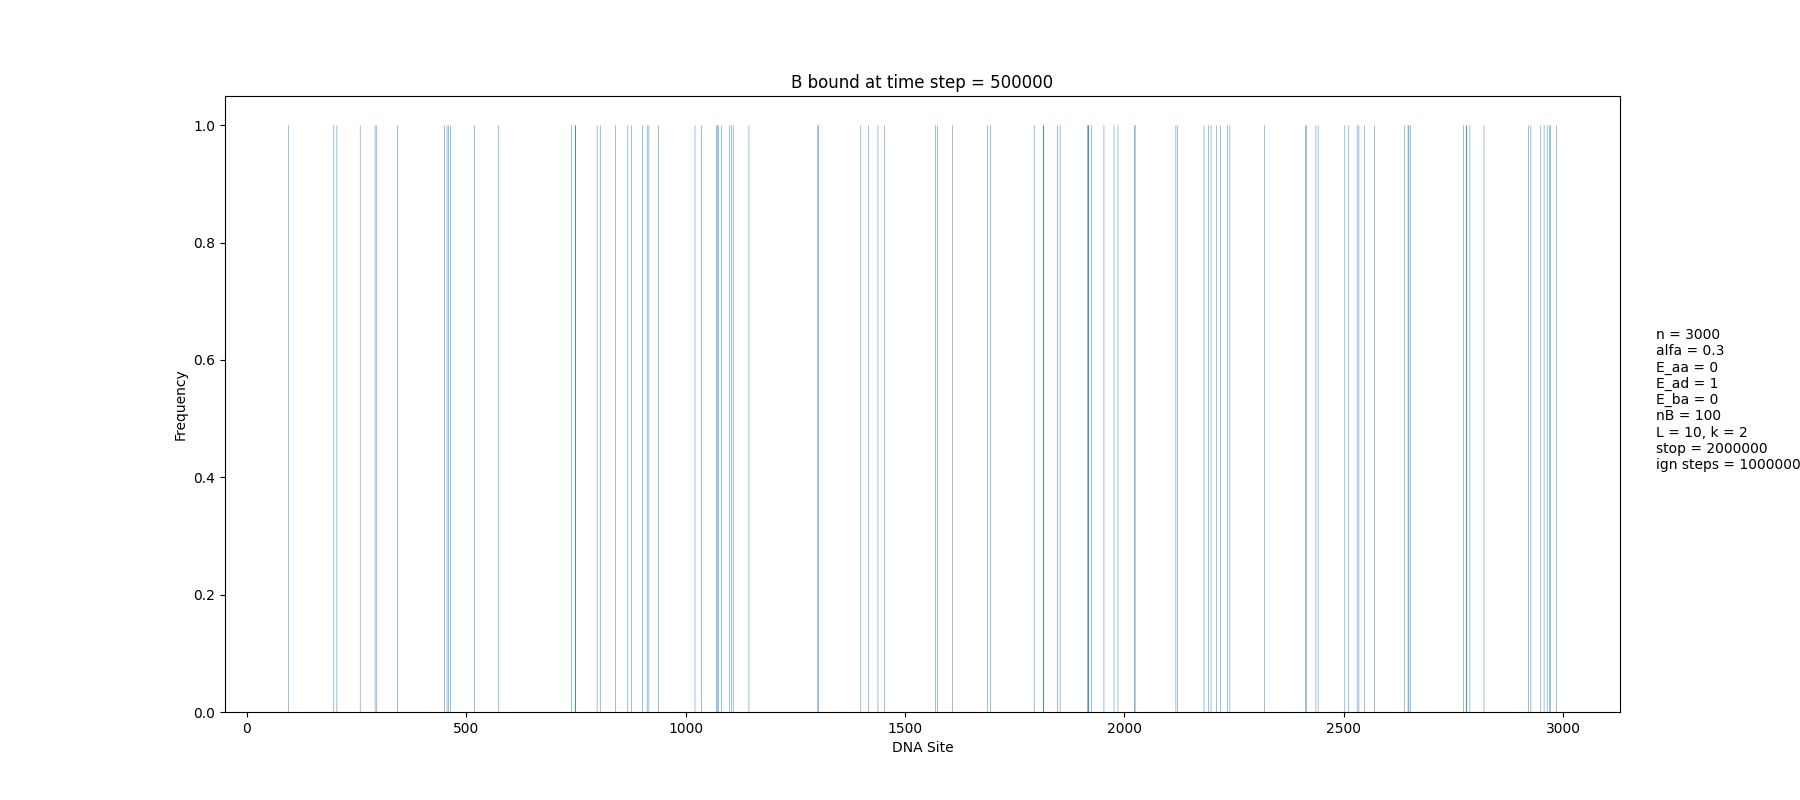 B bound at time step = 500000
1.0
0.8
0.6
0.4
0.2
0.0
Frequency
0 500 1000 1500 2000 2500 3000
DNA Site
n = 3000
alfa = 0.3
E_aa = 0
E_ad = 1
E_ba = 0
nB = 100
L = 10, k = 2
stop = 2000000
ign steps = 1000000